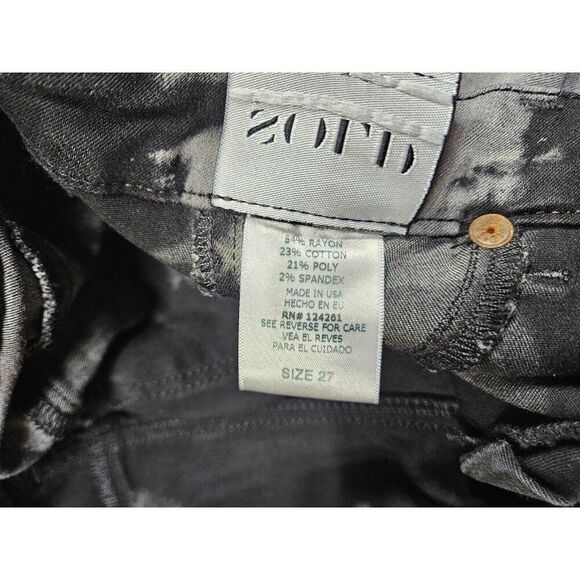 54% RAYON
23% COTTON
21% POLY
2% SPANDEX
MADE IN USA
HECHO EN EU
RN# 124261
SEE REVERSE FOR CARE
VEA EL REVES
PARA EL CUIDADO
SIZE 27